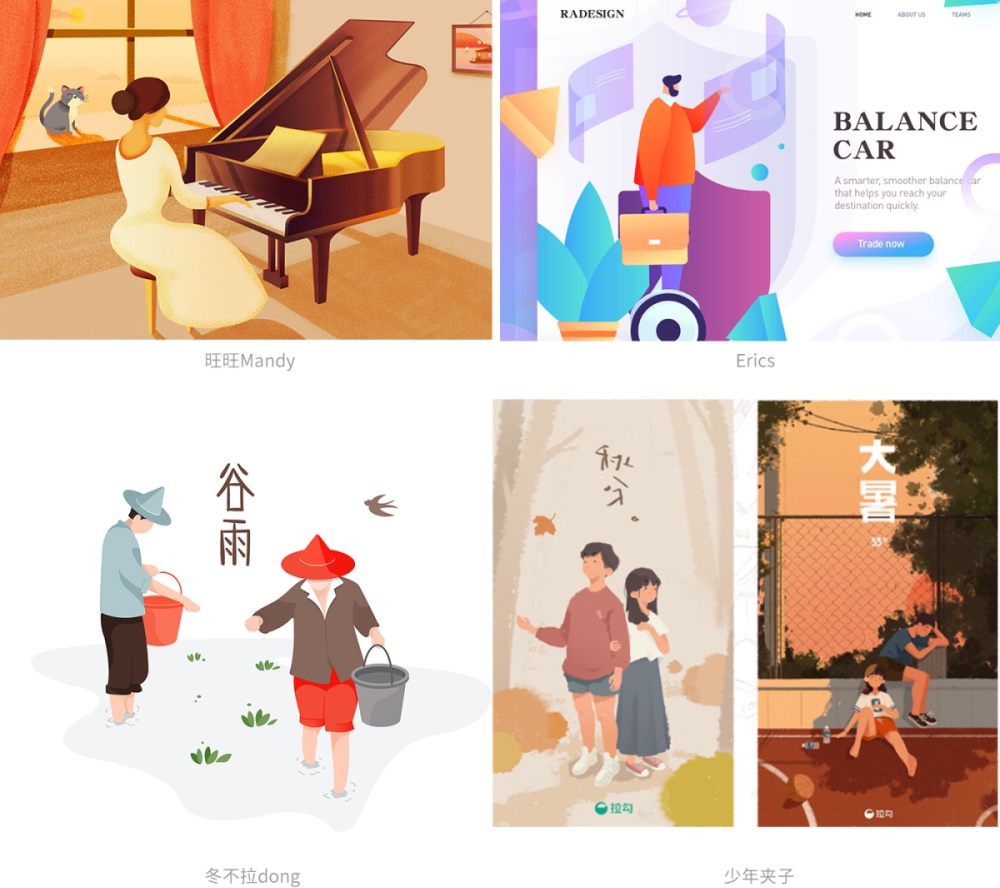 RADESIGN
HOME ABOUT US TEAMS
BALANCE
CAR
A smarter, smoother balance car
that helps you reach your
destination quickly.
Trade now
旺旺Mandy
Erics
谷雨
秋分
大暑
33°
拉勾
拉勾
冬不拉dong
少年夹子